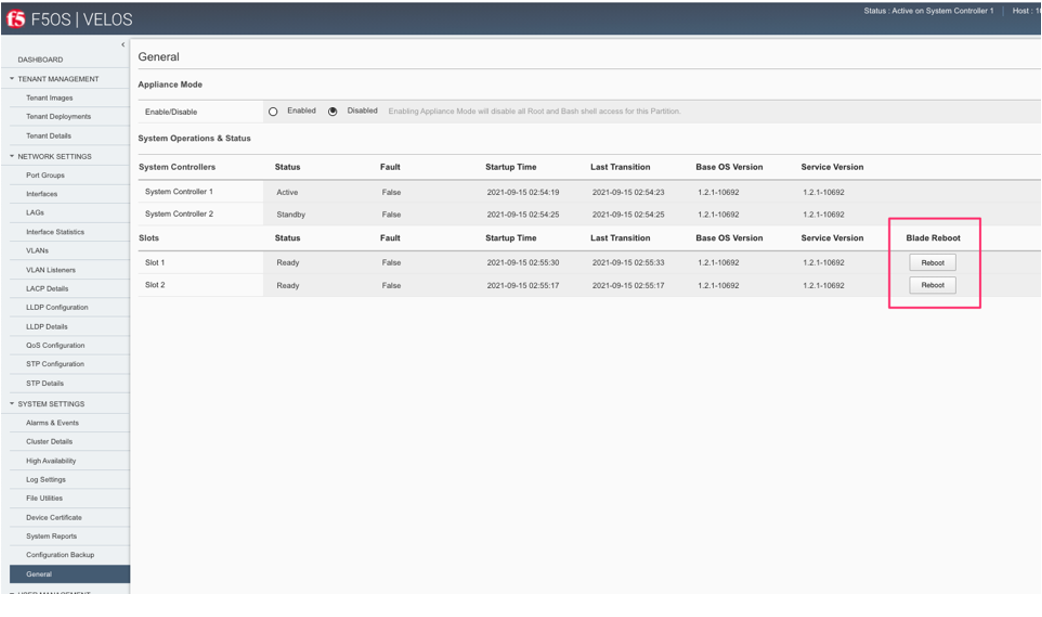 f5 F5OS | VELOS
Status : Active on System Controller 1 Host :
DASHBOARD
TENANT MANAGEMENT
Tenant Images
Tenant Deployments
Tenant Details
NETWORK SETTINGS
Port Groups
Interfaces
LAGs
Interface Statistics
VLANs
VLAN Listeners
LACP Details
LLDP Configuration
LLDP Details
QoS Configuration
STP Configuration
STP Details
SYSTEM SETTINGS
Alarms & Events
Cluster Details
High Availability
Log Settings
File Utilities
Device Certificate
System Reports
Configuration Backup
General
USER MANAGEMENT
General
Appliance Mode
Enable/Disable Enabled Disabled Enabling Appliance Mode will disable all Root and Bash shell access for this Partition.
System Operations & Status
System Controllers Status Fault Startup Time Last Transition Base OS Version Service Version
System Controller 1 Active False 2021-09-15 02:54:19 2021-09-15 02:54:23 1.2.1-10692 1.2.1-10692
System Controller 2 Standby False 2021-09-15 02:54:25 2021-09-15 02:54:25 1.2.1-10692 1.2.1-10692
Slots Status Fault Startup Time Last Transition Base OS Version Service Version Blade Reboot
Slot 1 Ready False 2021-09-15 02:55:30 2021-09-15 02:55:33 1.2.1-10692 1.2.1-10692 Reboot
Slot 2 Ready False 2021-09-15 02:55:17 2021-09-15 02:55:17 1.2.1-10692 1.2.1-10692 Reboot